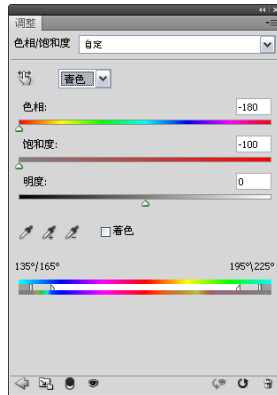 调整
色相/饱和度 自定
青色
色相: -180
饱和度: -100
明度: 0
着色
135°/165° 195°\225°